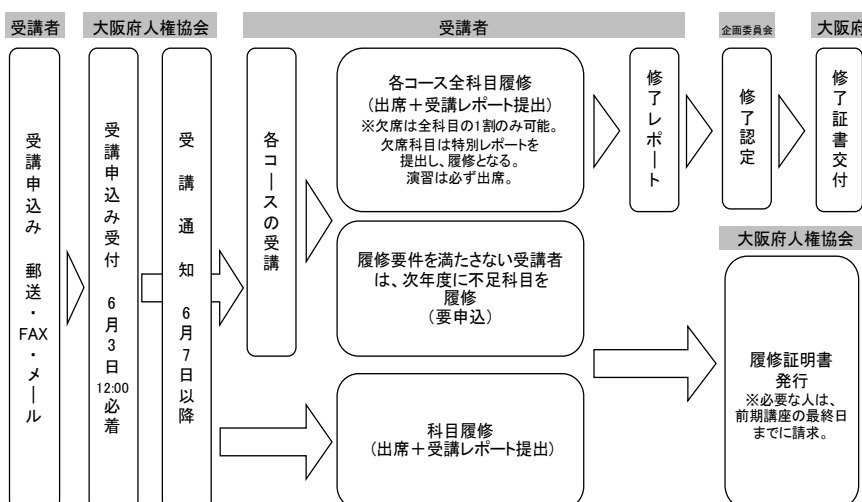 受講者
大阪府人権協会
受講者
企画委員会
大阪府
受講申込み 郵送・FAX・メール
受講申込み受付 6月3日12:00必着
受講通知 6月7日以降
各コースの受講
各コース全科目履修
(出席+受講レポート提出)
※欠席は全科目の1割のみ可能。
欠席科目は特別レポートを
提出し、履修となる。
演習は必ず出席。
修了レポート
修了認定
修了証書交付
履修要件を満たさない受講者
は、次年度に不足科目を
履修
(要申込)
科目履修
(出席+受講レポート提出)
大阪府人権協会
履修証明書
発行
※必要な人は、
前期講座の最終日
までに請求。